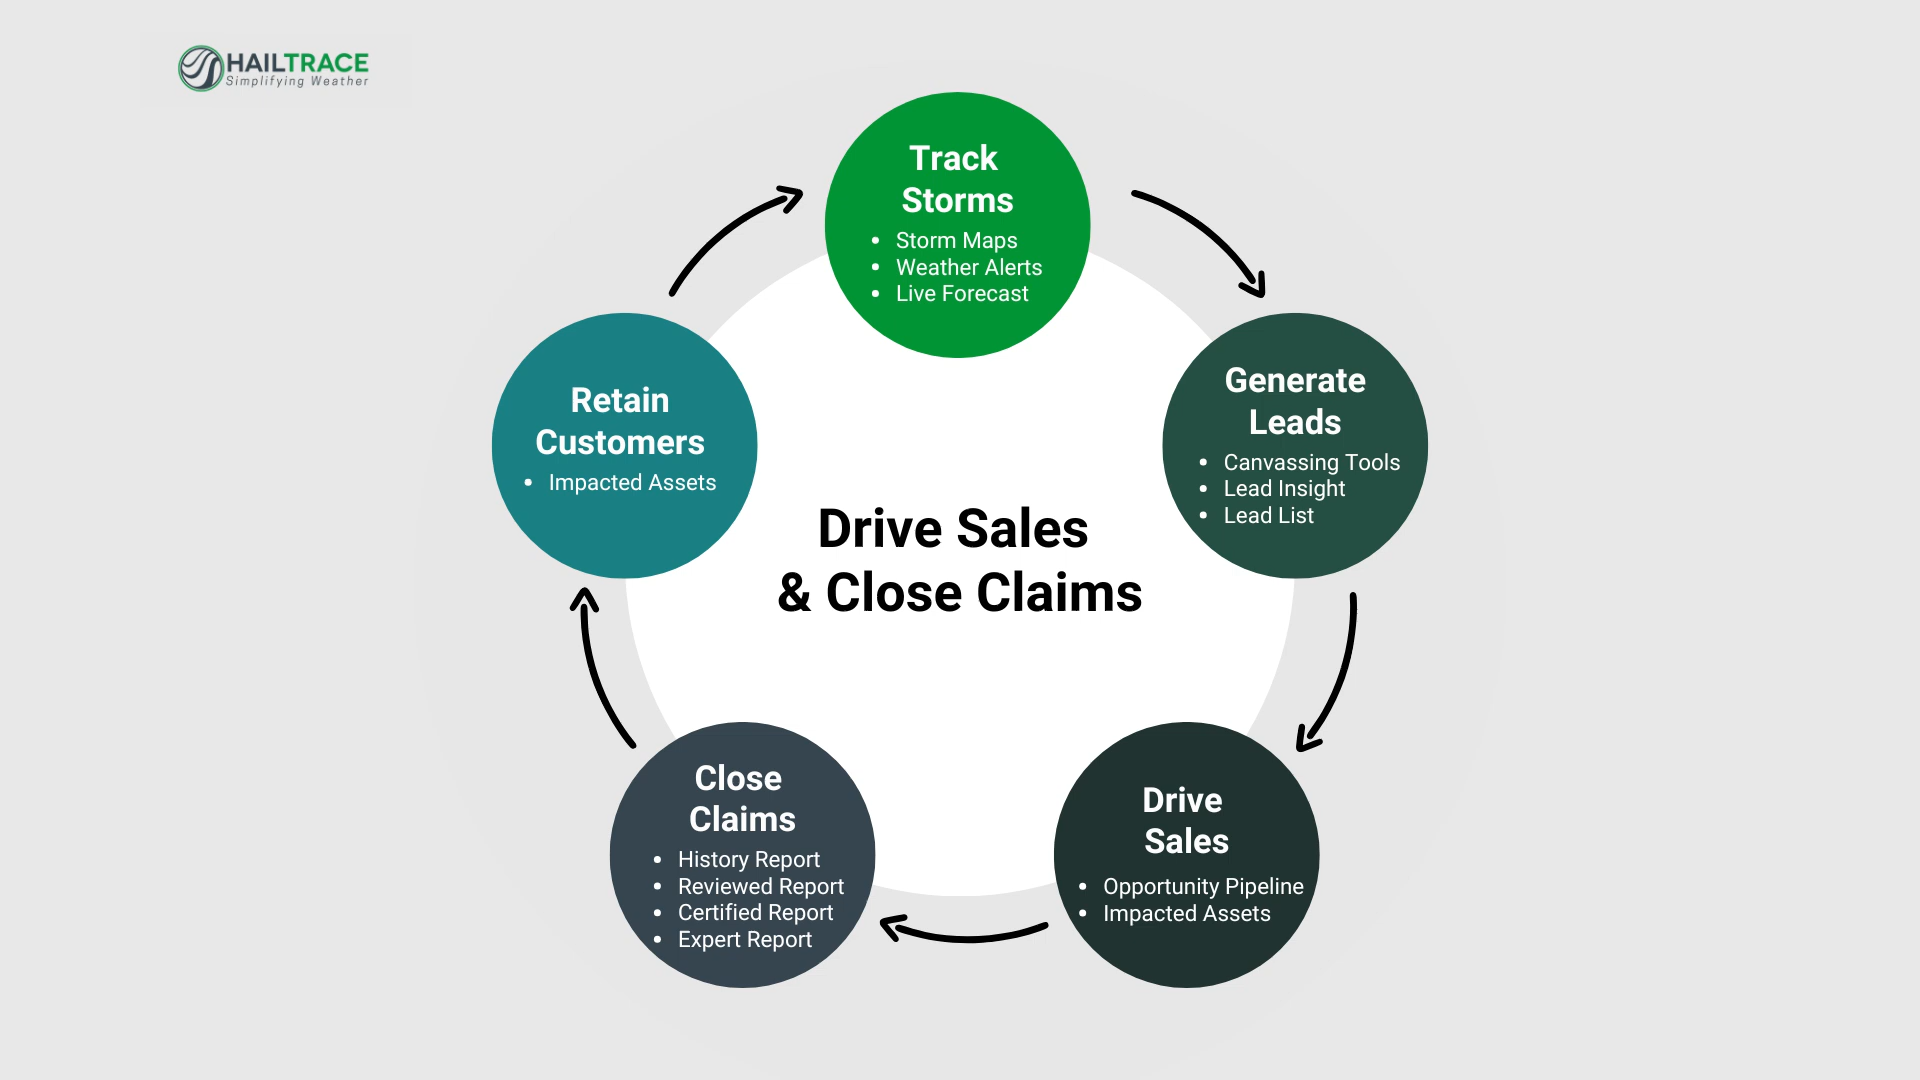 HAILTRACE
Simplifying Weather
Track
Storms
• Storm Maps
• Weather Alerts
• Live Forecast
Generate
Leads
• Canvassing Tools
• Lead Insight
• Lead List
Drive
Sales
• Opportunity Pipeline
• Impacted Assets
Close
Claims
• History Report
• Reviewed Report
• Certified Report
• Expert Report
Retain
Customers
• Impacted Assets
Drive Sales
& Close Claims